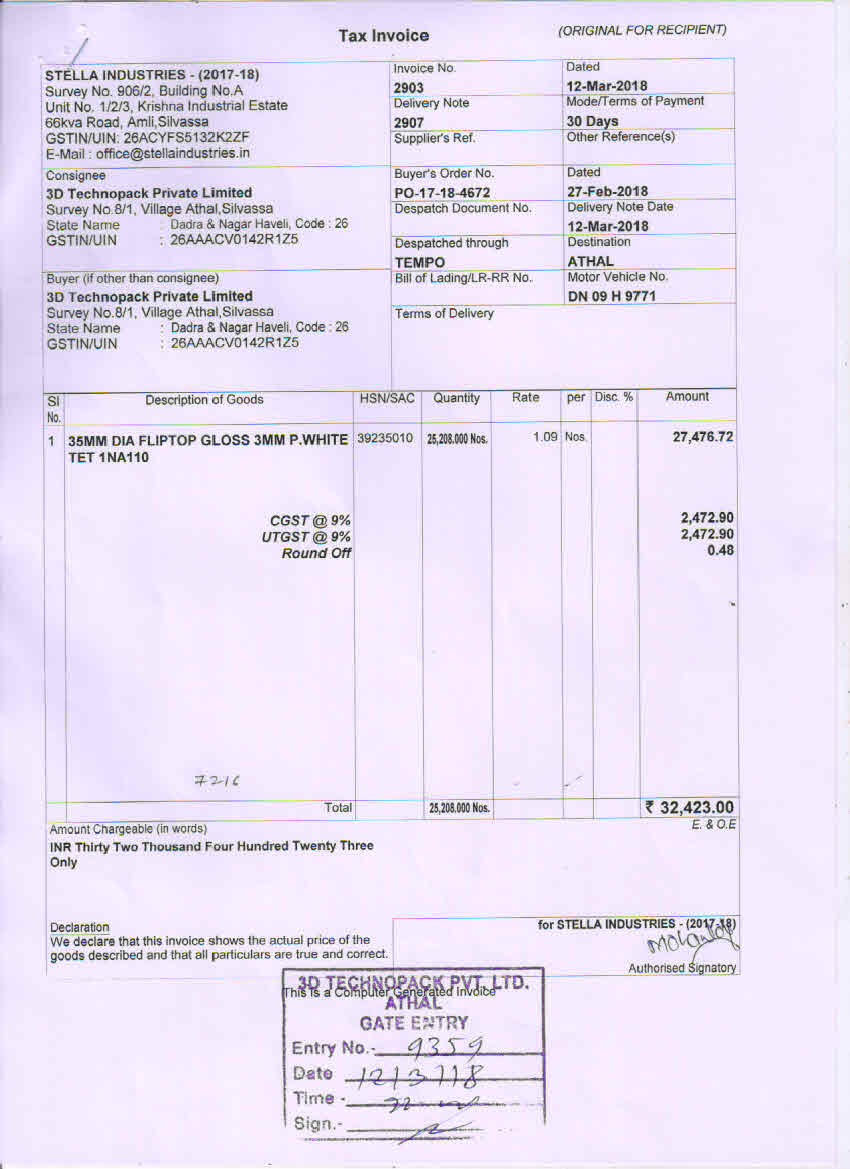 Tax Invoice
(ORIGINAL FOR RECIPIENT)
STELLA INDUSTRIES - (2017-18)
Survey No. 906/2, Building No.A
Unit No. 1/2/3, Krishna Industrial Estate
66kva Road, Amli,Silvassa
GSTIN/UIN: 26ACYFS5132K2ZF
E-Mail : office@stellaindustries.in
Invoice No.
2903
Dated
12-Mar-2018
Delivery Note
2907
Mode/Terms of Payment
30 Days
Supplier's Ref.
Other Reference(s)
Consignee
3D Technopack Private Limited
Survey No.8/1, Village Athal,Silvassa
State Name : Dadra & Nagar Haveli, Code : 26
GSTIN/UIN : 26AAACV0142R1Z5
Buyer's Order No.
PO-17-18-4672
Dated
27-Feb-2018
Despatch Document No.
Delivery Note Date
12-Mar-2018
Despatched through
TEMPO
Destination
ATHAL
Buyer (if other than consignee)
3D Technopack Private Limited
Survey No.8/1, Village Athal,Silvassa
State Name : Dadra & Nagar Haveli, Code : 26
GSTIN/UIN : 26AAACV0142R1Z5
Bill of Lading/LR-RR No.
Motor Vehicle No.
DN 09 H 9771
Terms of Delivery
Sl No. Description of Goods HSN/SAC Quantity Rate per Disc. % Amount
1 35MM DIA FLIPTOP GLOSS 3MM P.WHITE 39235010 25,208.000 Nos. 1.09 Nos. 27,476.72
TET 1NA110
CGST @ 9% 2,472.90
UTGST @ 9% 2,472.90
Round Off 0.48
7216
Total 25,208.000 Nos. ₹ 32,423.00
Amount Chargeable (in words)
E. & O.E
INR Thirty Two Thousand Four Hundred Twenty Three
Only
Declaration
We declare that this invoice shows the actual price of the
goods described and that all particulars are true and correct.
for STELLA INDUSTRIES - (2017-18)
Authorised Signatory
This is a Computer Generated Invoice
3D TECHNOPACK PVT. LTD.
ATHAL
GATE ENTRY
Entry No.- 9359
Date 12/3/18
Time -
Sign.-